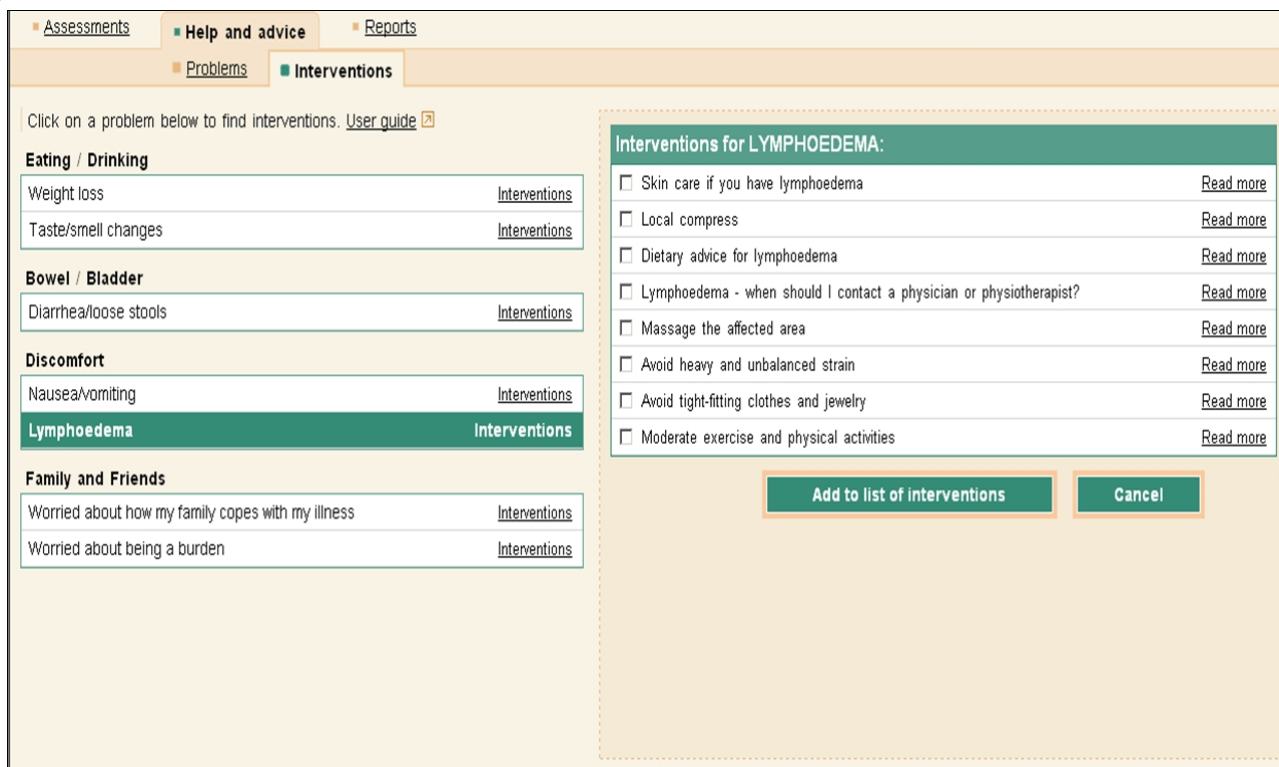 Assessments Help and advice Reports
Problems Interventions
Click on a problem below to find interventions. User guide
Eating / Drinking
Weight loss Interventions
Taste/smell changes Interventions
Bowel / Bladder
Diarrhea/loose stools Interventions
Discomfort
Nausea/vomiting Interventions
Lymphoedema Interventions
Family and Friends
Worried about how my family copes with my illness Interventions
Worried about being a burden Interventions
Interventions for LYMPHOEDEMA:
Skin care if you have lymphoedema Read more
Local compress Read more
Dietary advice for lymphoedema Read more
Lymphoedema - when should I contact a physician or physiotherapist? Read more
Massage the affected area Read more
Avoid heavy and unbalanced strain Read more
Avoid tight-fitting clothes and jewelry Read more
Moderate exercise and physical activities Read more
Add to list of interventions Cancel